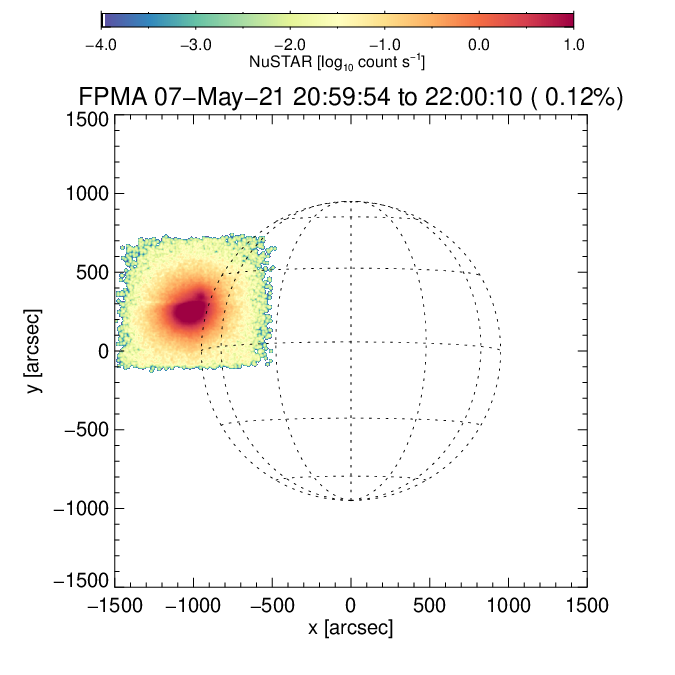 −4.0 −3.0 −2.0 −1.0 0.0 1.0
NuSTAR [log10 count s−1]
FPMA 07−May−21 20:59:54 to 22:00:10 ( 0.12%)
1500
1000
500
0
−500
−1000
−1500
y [arcsec]
−1500 −1000 −500 0 500 1000 1500
x [arcsec]